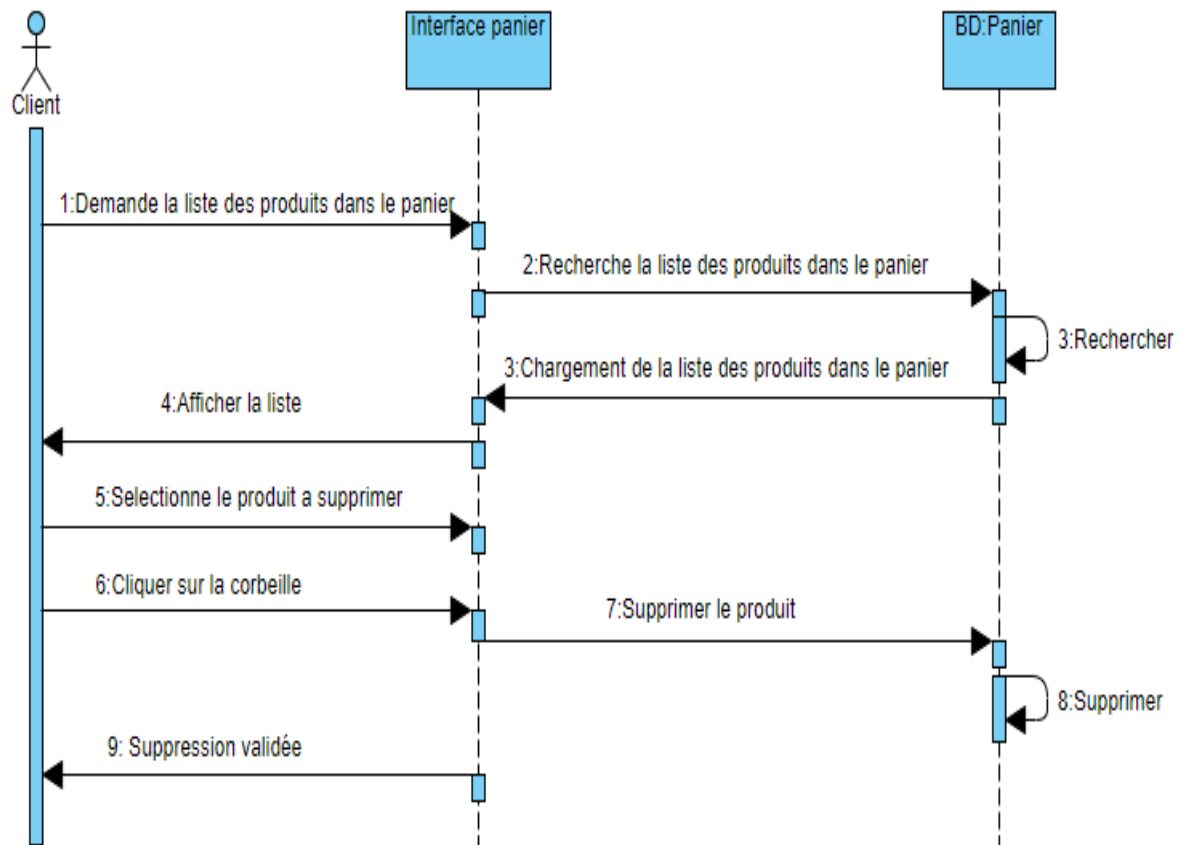 Interface panier
BD:Panier
Client
1:Demande la liste des produits dans le panier
2:Recherche la liste des produits dans le panier
3:Rechercher
3:Chargement de la liste des produits dans le panier
4:Afficher la liste
5:Selectionne le produit a supprimer
6:Cliquer sur la corbeille
7:Supprimer le produit
8:Supprimer
9: Suppression validée